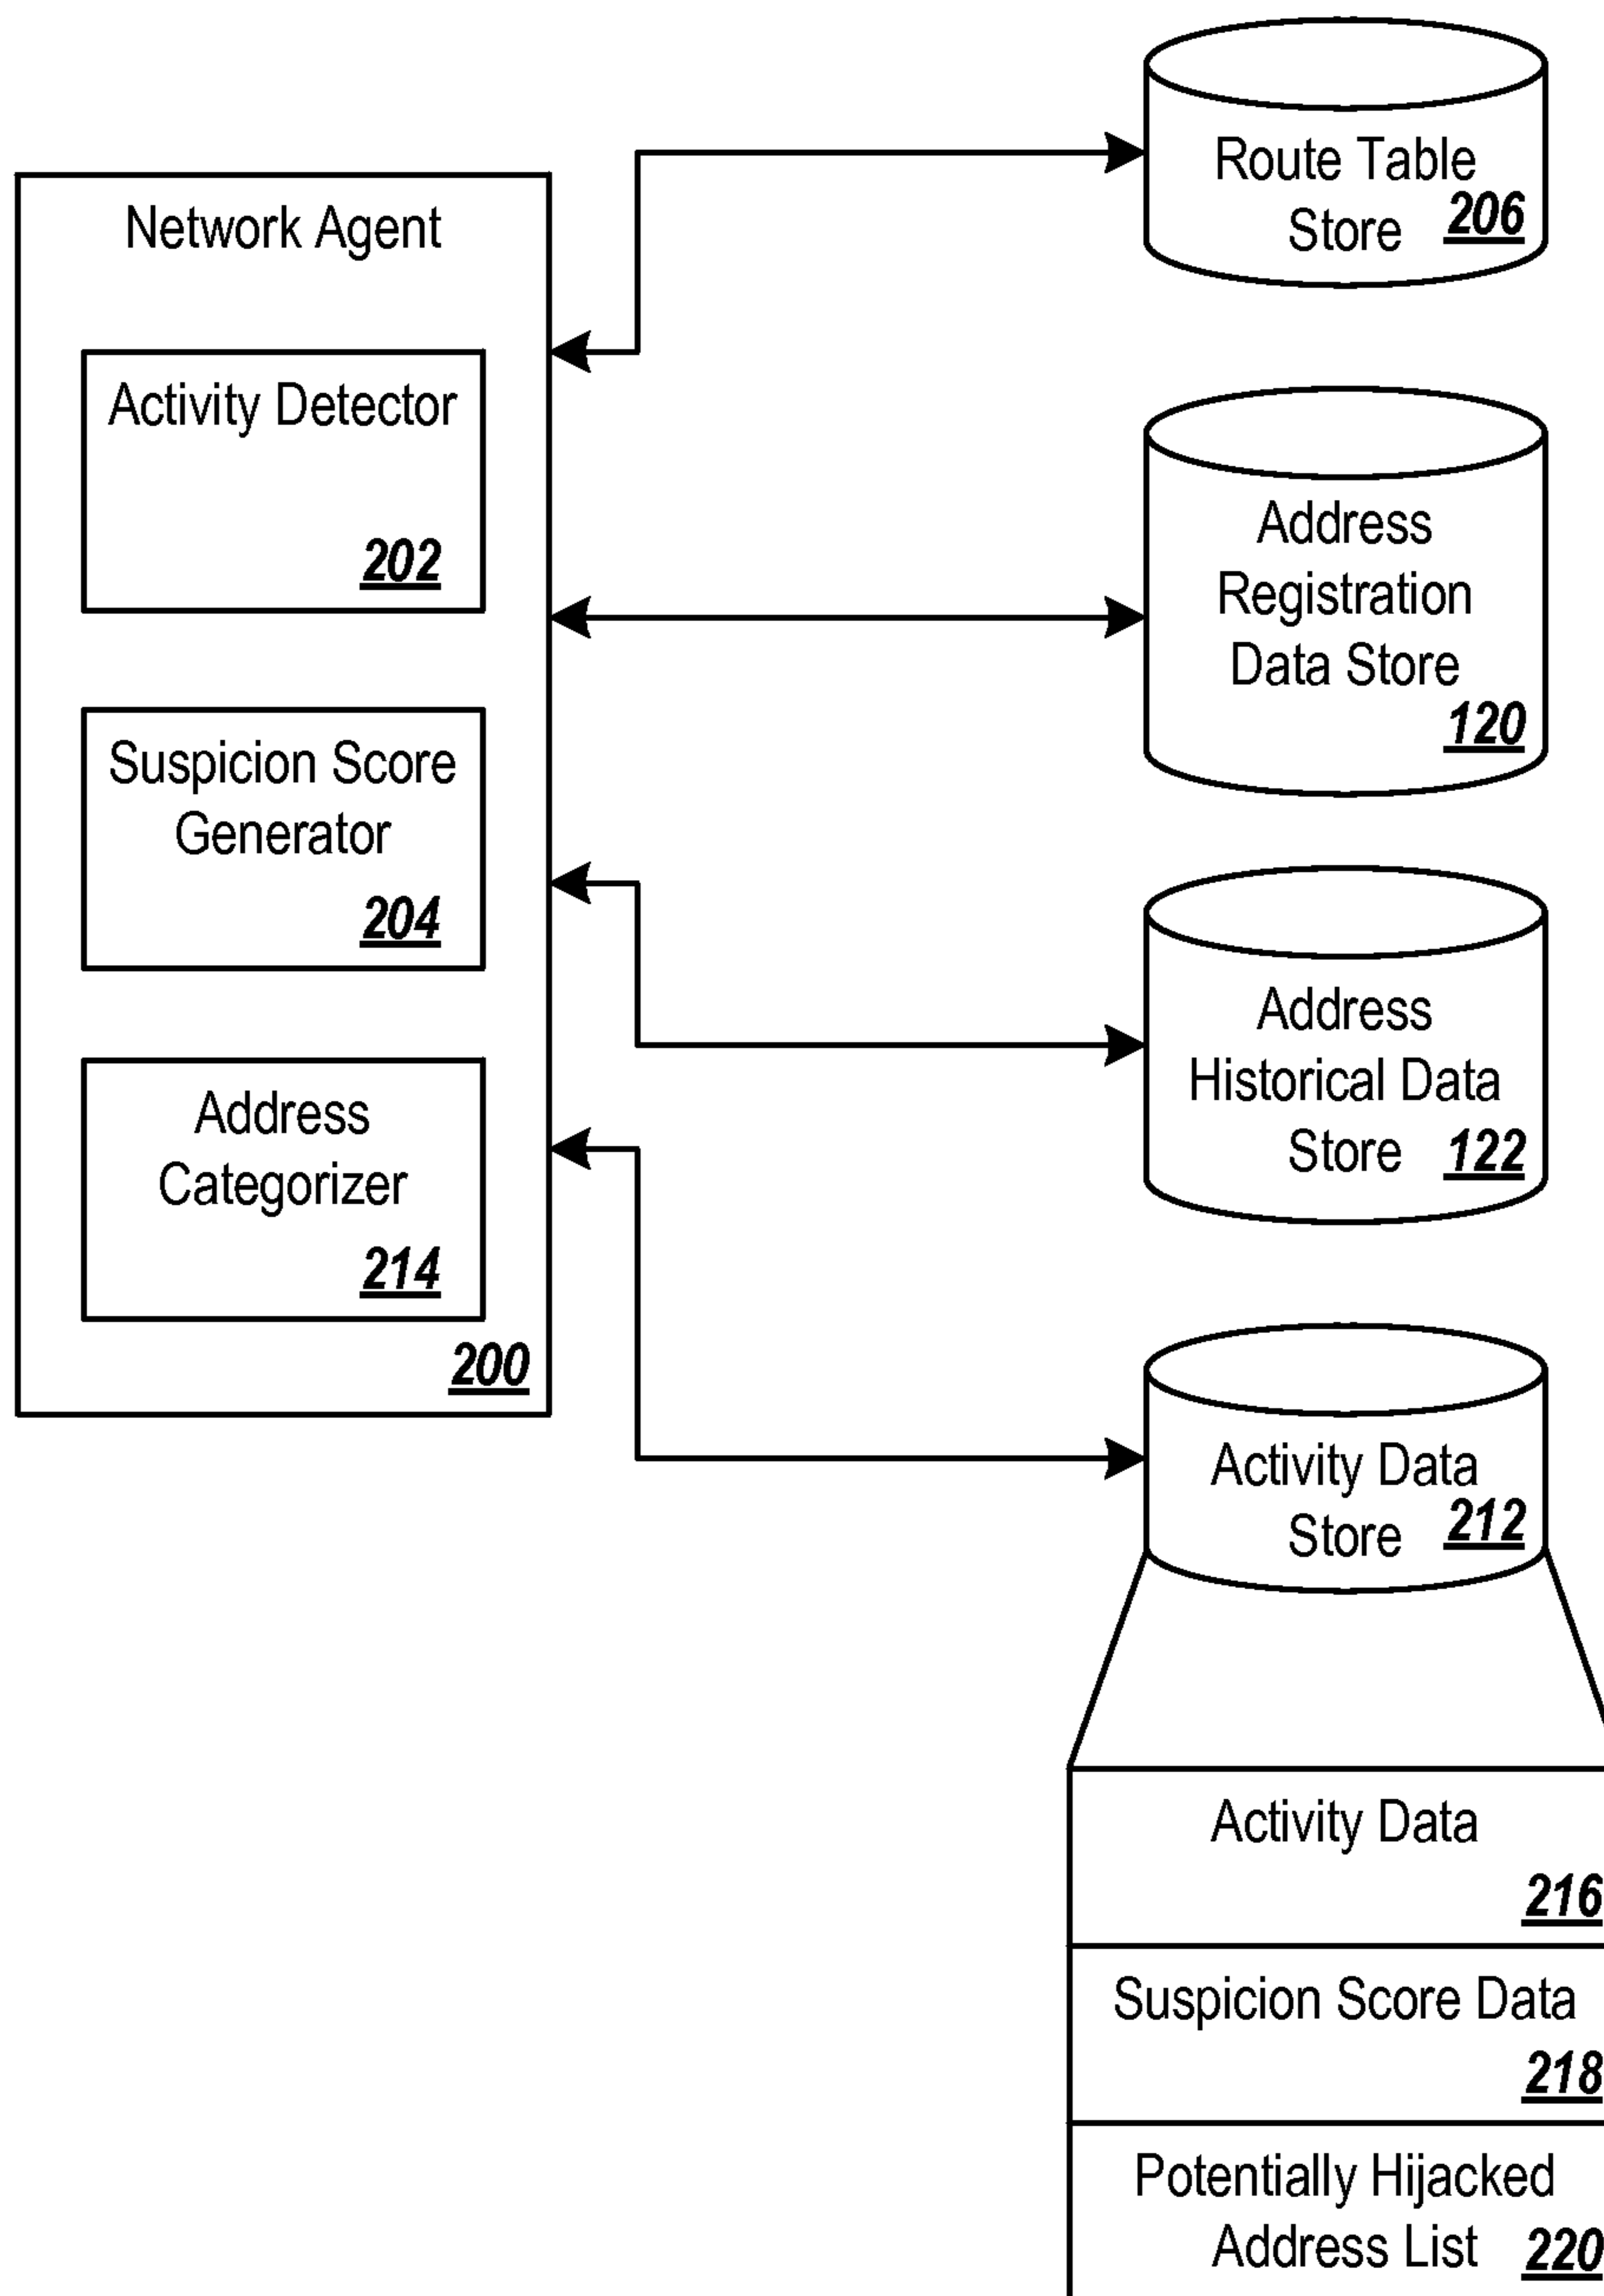 Network Agent
Activity Detector
202
Suspicion Score
Generator
204
Address
Categorizer
214
200
Route Table
Store 206
Address
Registration
Data Store
120
Address
Historical Data
Store 122
Activity Data
Store 212
Activity Data
216
Suspicion Score Data
218
Potentially Hijacked
Address List 220